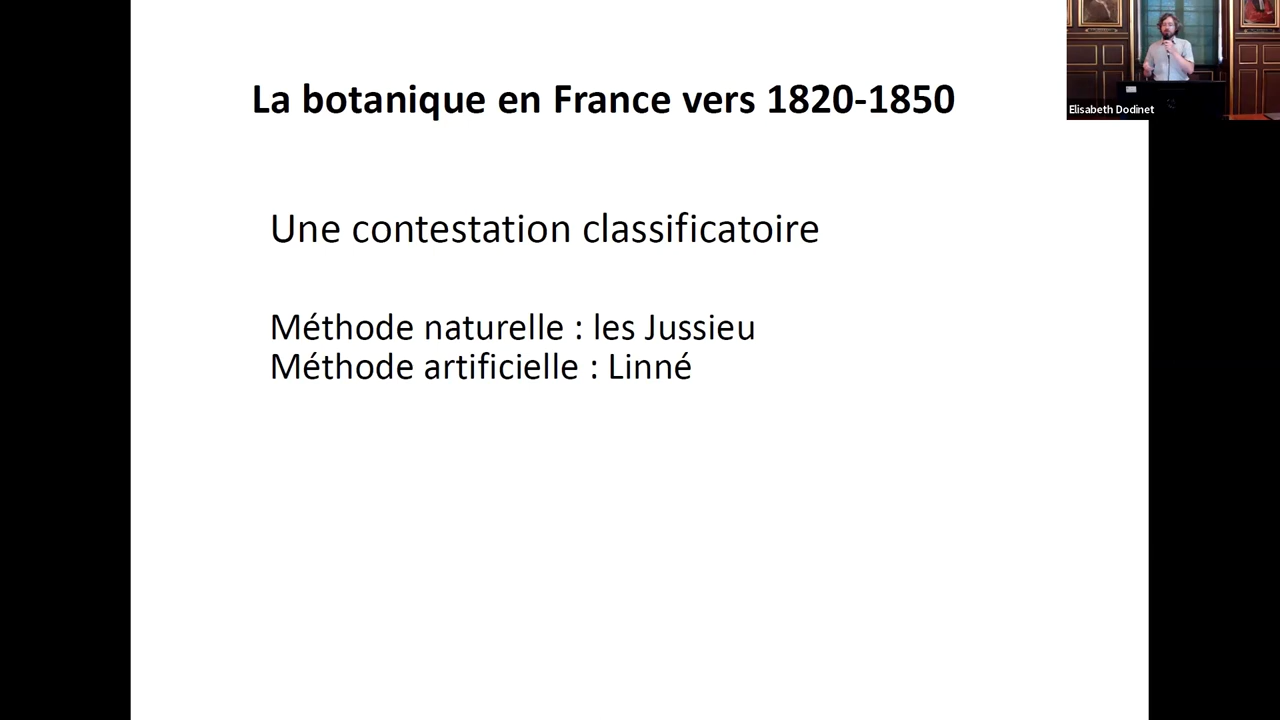 La botanique en France vers 1820-1850
Elisabeth Dodinet
Une contestation classificatoire
Méthode naturelle : les Jussieu
Méthode artificielle : Linné